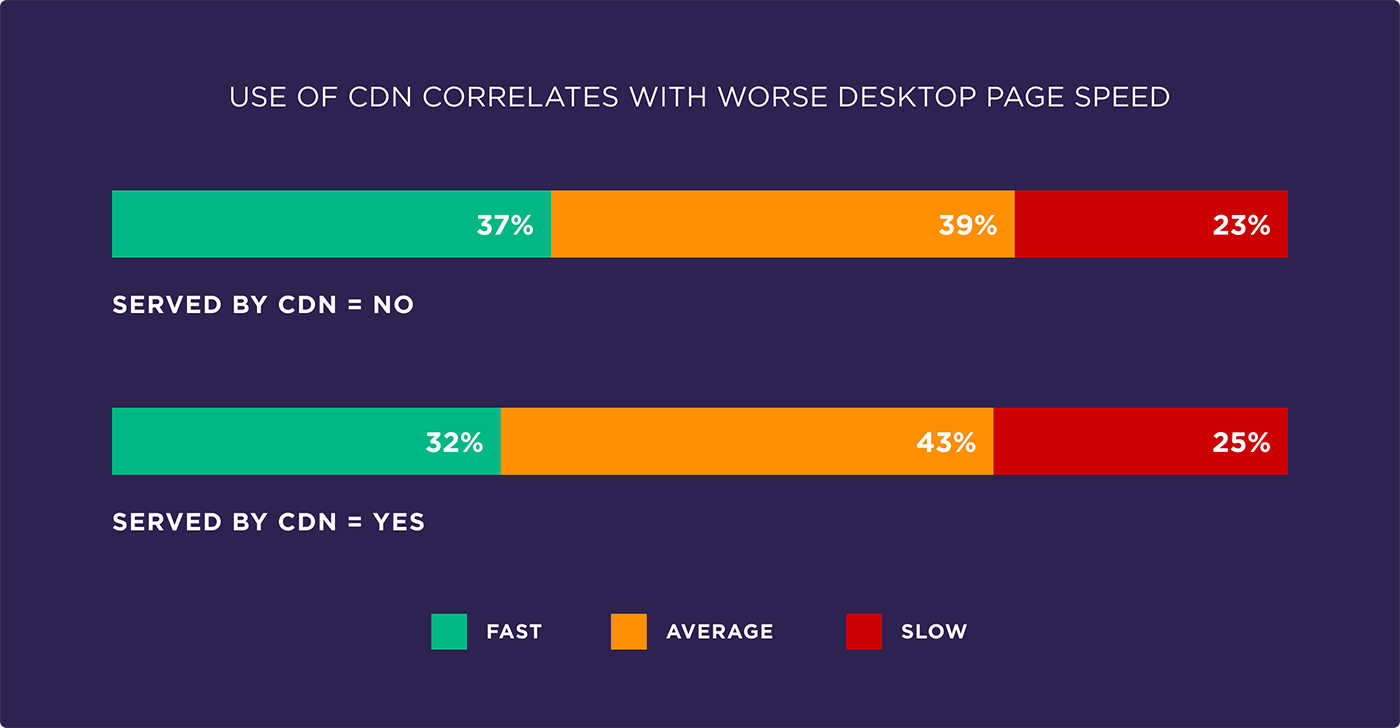 USE OF CDN CORRELATES WITH WORSE DESKTOP PAGE SPEED
37% 39% 23%
SERVED BY CDN = NO
32% 43% 25%
SERVED BY CDN = YES
FAST AVERAGE SLOW